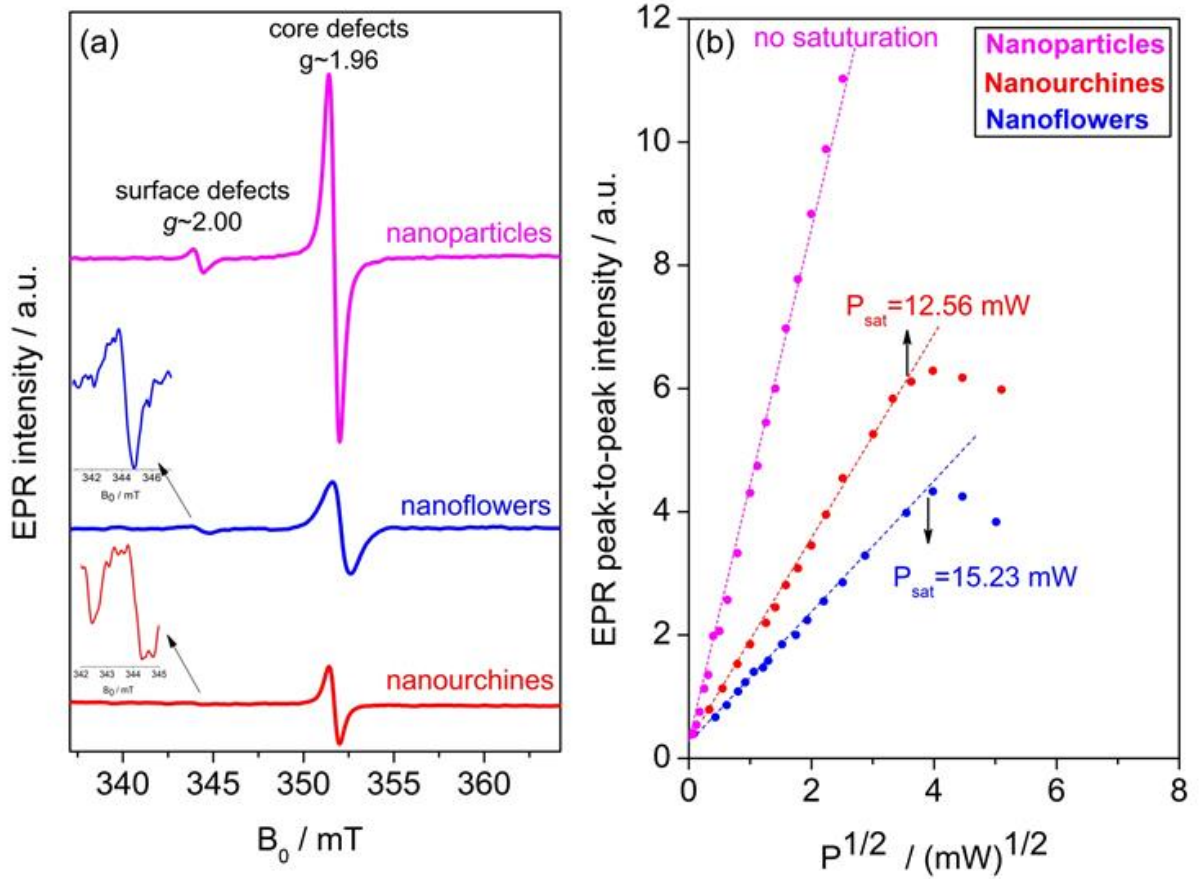 (a)
core defects
g~1.96
surface defects
g~2.00
nanoparticles
342 344 346
B0 / mT
nanoflowers
342 343 344 345
B0 / mT
nanourchines
EPR intensity / a.u.
340 345 350 355 360
B0 / mT
(b)
no satuturation
Nanoparticles
Nanourchines
Nanoflowers
Psat=12.56 mW
Psat=15.23 mW
EPR peak-to-peak intensity / a.u.
12
10
8
6
4
2
0
0 2 4 6 8
P1/2 / (mW)1/2